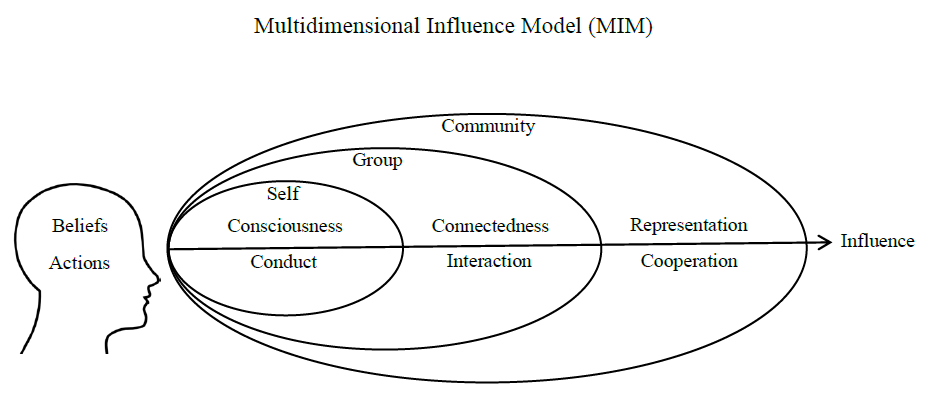 Multidimensional Influence Model (MIM)
Community
Group
Self
Beliefs
Consciousness
Connectedness
Representation
Influence
Actions
Conduct
Interaction
Cooperation